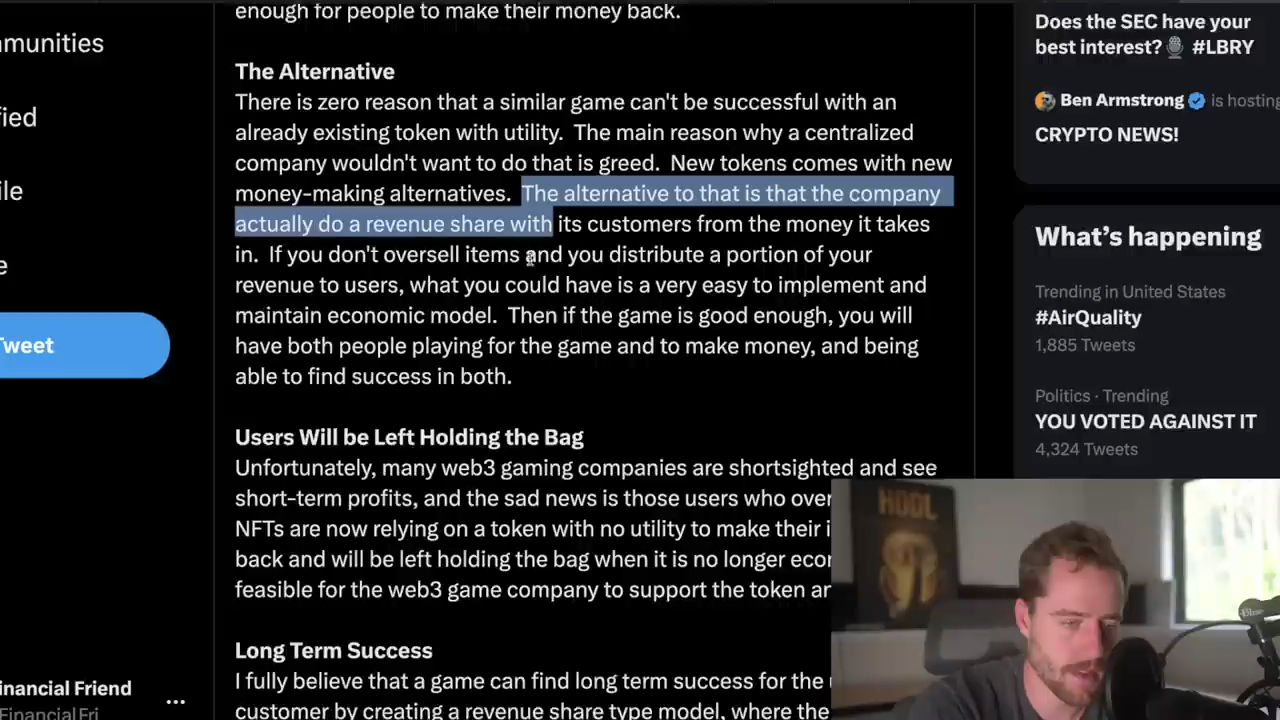 enough for people to make their money back.
The Alternative
There is zero reason that a similar game can't be successful with an
already existing token with utility.  The main reason why a centralized
company wouldn't want to do that is greed.  New tokens comes with new
money-making alternatives.  The alternative to that is that the company
actually do a revenue share with its customers from the money it takes
in.  If you don't oversell items and you distribute a portion of your
revenue to users, what you could have is a very easy to implement and
maintain economic model.  Then if the game is good enough, you will
have both people playing for the game and to make money, and being
able to find success in both.
Users Will be Left Holding the Bag
Unfortunately, many web3 gaming companies are shortsighted and see
short-term profits, and the sad news is those users who over
NFTs are now relying on a token with no utility to make their i
back and will be left holding the bag when it is no longer ecor
feasible for the web3 game company to support the token ar
Long Term Success
I fully believe that a game can find long term success for the
customer by creating a revenue share type model, where the
mmunities
fied
ile
e
Tweet
inancial Friend
FinancialFri
...
Does the SEC have your
best interest?🎙 #LBRY
Ben Armstrong is hosting
CRYPTO NEWS!
What's happening
Trending in United States
#AirQuality
1,885 Tweets
Politics · Trending
YOU VOTED AGAINST IT
4,324 Tweets
HODL
Blue